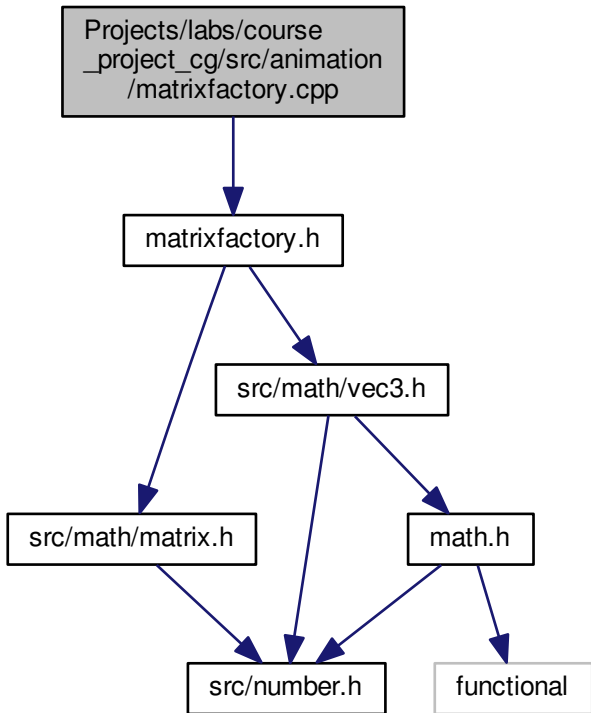 Projects/labs/course
_project_cg/src/animation
/matrixfactory.cpp
matrixfactory.h
src/math/vec3.h
src/math/matrix.h
math.h
src/number.h
functional